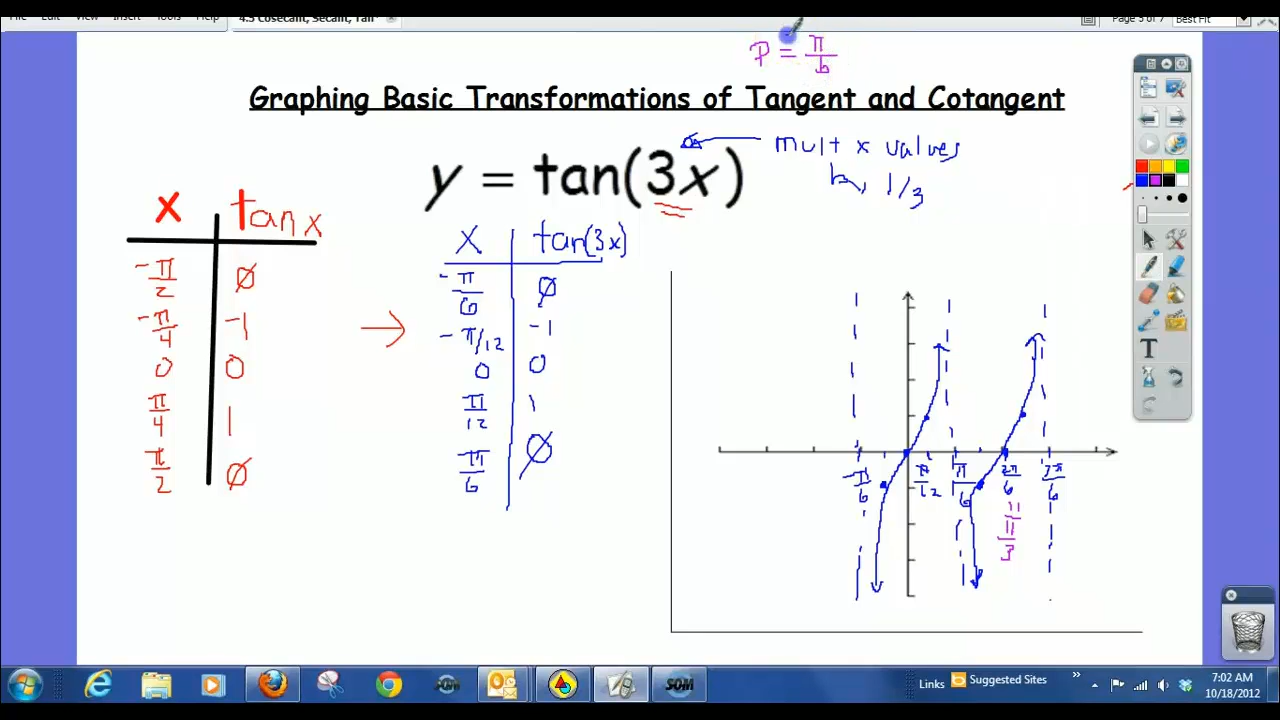 4.5 Cosecant, Secant, Tan
Page 5 of 7
Best Fit
P = π/b
Graphing Basic Transformations of Tangent and Cotangent
y = tan(3x)
mult x values
by 1/3
x | tan x
-π/2 | ∅
-π/4 | -1
0 | 0
π/4 | 1
π/2 | ∅
→
x | tan(3x)
-π/6 | ∅
-π/12 | -1
0 | 0
π/12 | 1
π/6 | ∅
-π/6 π/12 π/6 2π/6 3π/6
=
π/3
T
SOM
SOM
Links
Suggested Sites
»
7:02 AM
10/18/2012